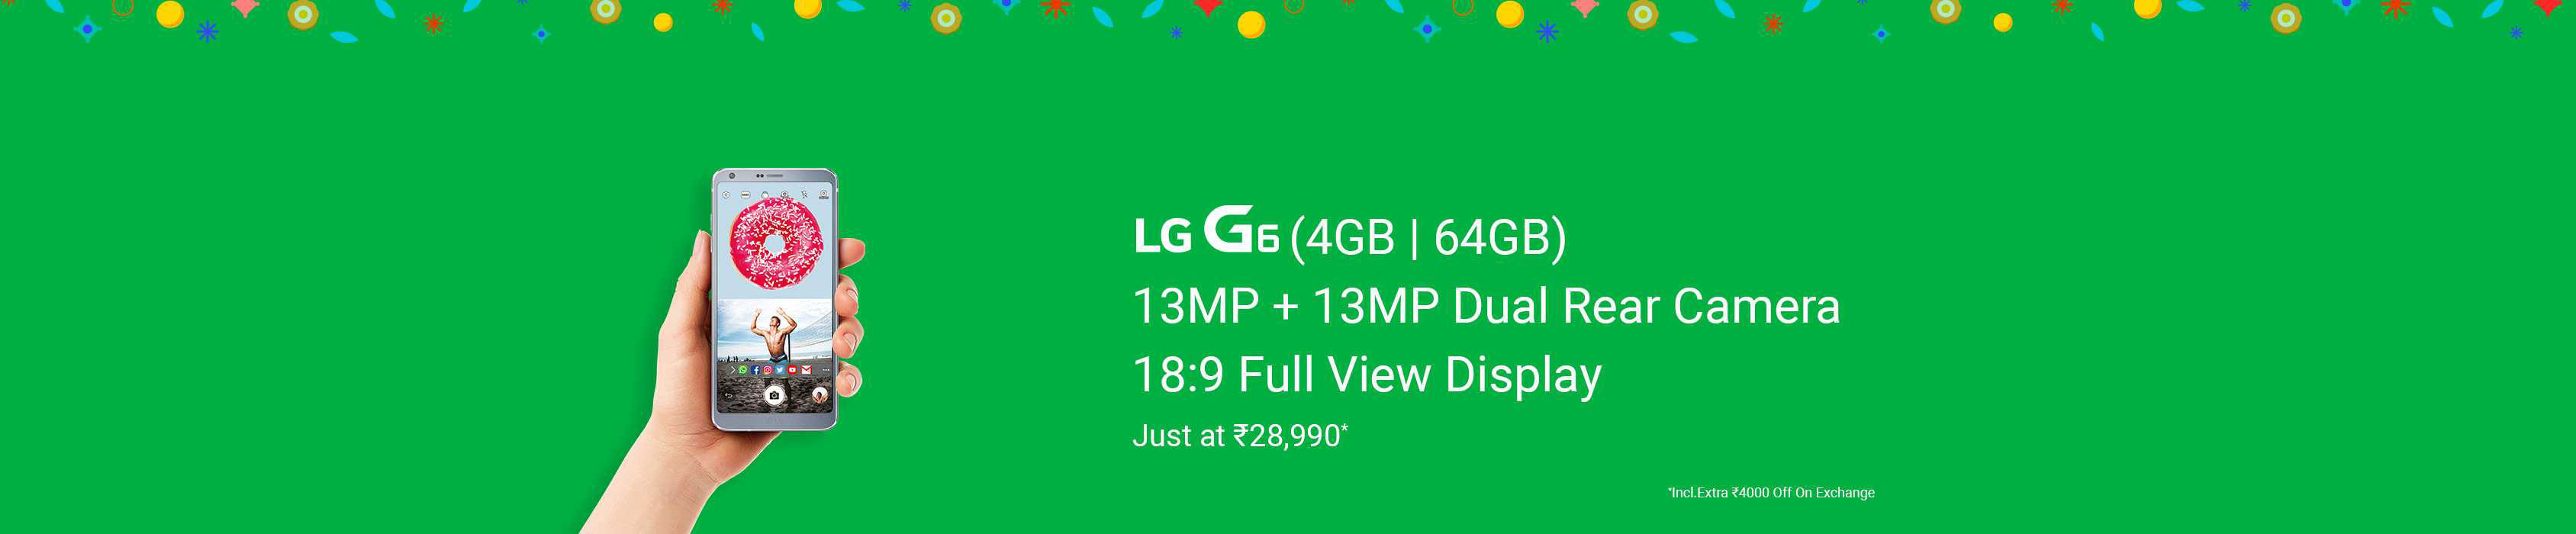 LG G6 (4GB | 64GB)
13MP + 13MP Dual Rear Camera
18:9 Full View Display
Just at ₹28,990*
*Incl.Extra ₹4000 Off On Exchange